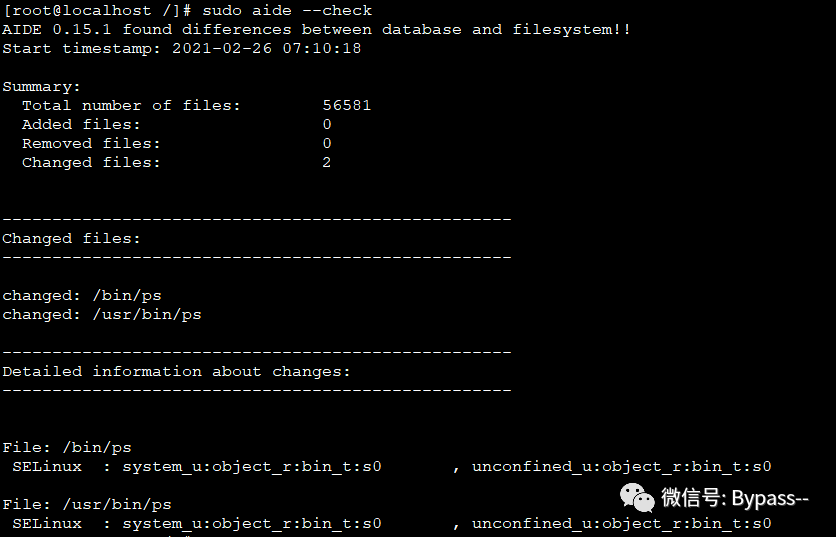 [root@localhost /]# sudo aide --check
AIDE 0.15.1 found differences between database and filesystem!!
Start timestamp: 2021-02-26 07:10:18
Summary:
  Total number of files:        56581
  Added files:                  0
  Removed files:                0
  Changed files:                2
---------------------------------------------------
Changed files:
---------------------------------------------------
changed: /bin/ps
changed: /usr/bin/ps
---------------------------------------------------
Detailed information about changes:
---------------------------------------------------
File: /bin/ps
 SELinux  : system_u:object_r:bin_t:s0       , unconfined_u:object_r:bin_t:s0
File: /usr/bin/ps
 SELinux  : system_u:object_r:bin_t:s0       , unconfined_u:object_r:bin_t:s0
微信号: Bypass--